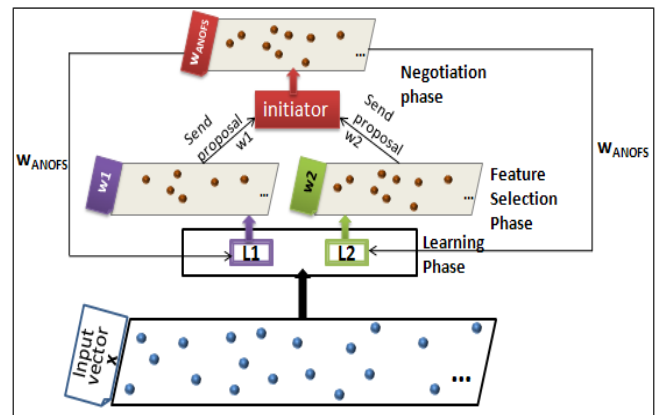 WANOFS
...
Negotiation
phase
initiator
Send
proposal
w1
Send
proposal
w2
WANOFS
WANOFS
w1
...
w2
...
Feature
Selection
Phase
L1
L2
Learning
Phase
Input
vector
x
...